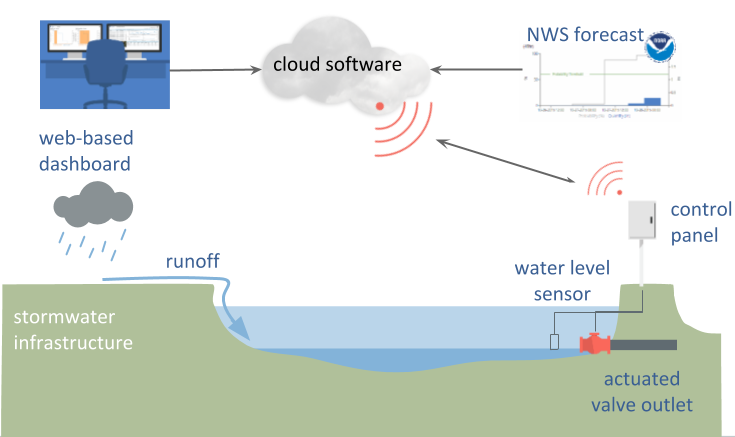 NWS forecast
cloud software
web-based
dashboard
control
panel
runoff
water level
sensor
stormwater
infrastructure
actuated
valve outlet